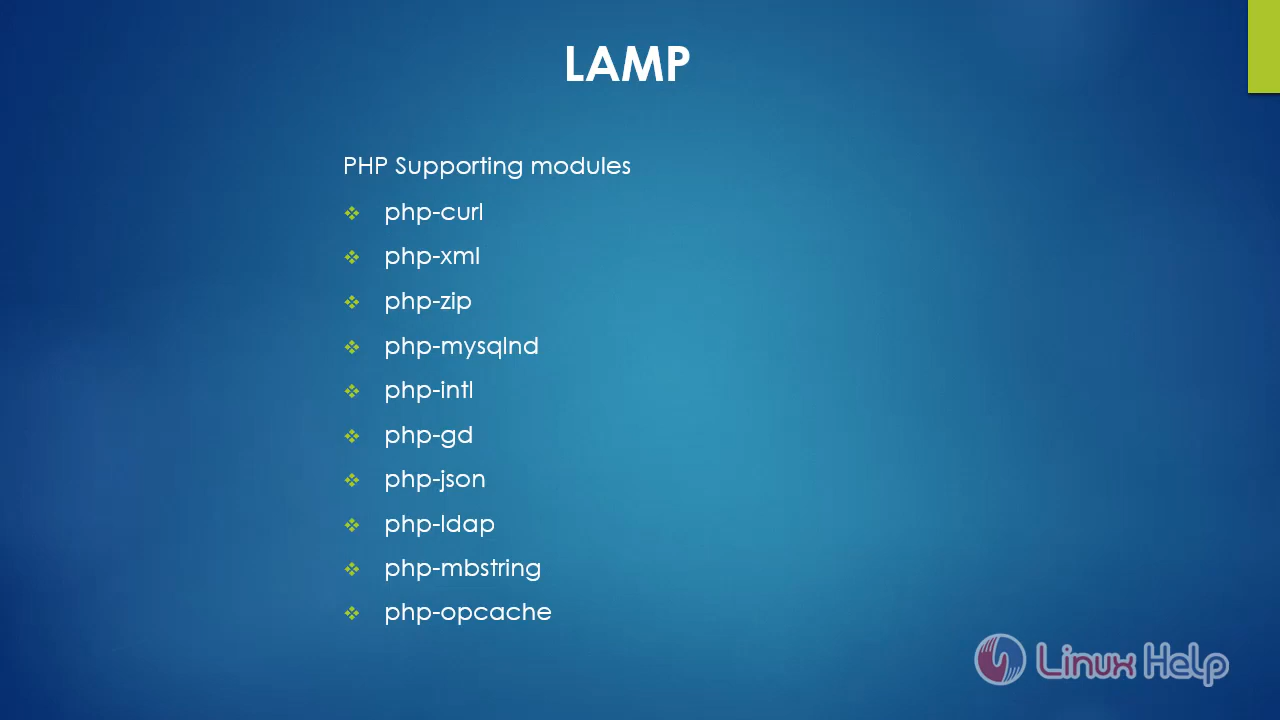 LAMP
PHP Supporting modules
php-curl
php-xml
php-zip
php-mysqlnd
php-intl
php-gd
php-json
php-ldap
php-mbstring
php-opcache
Linux Help